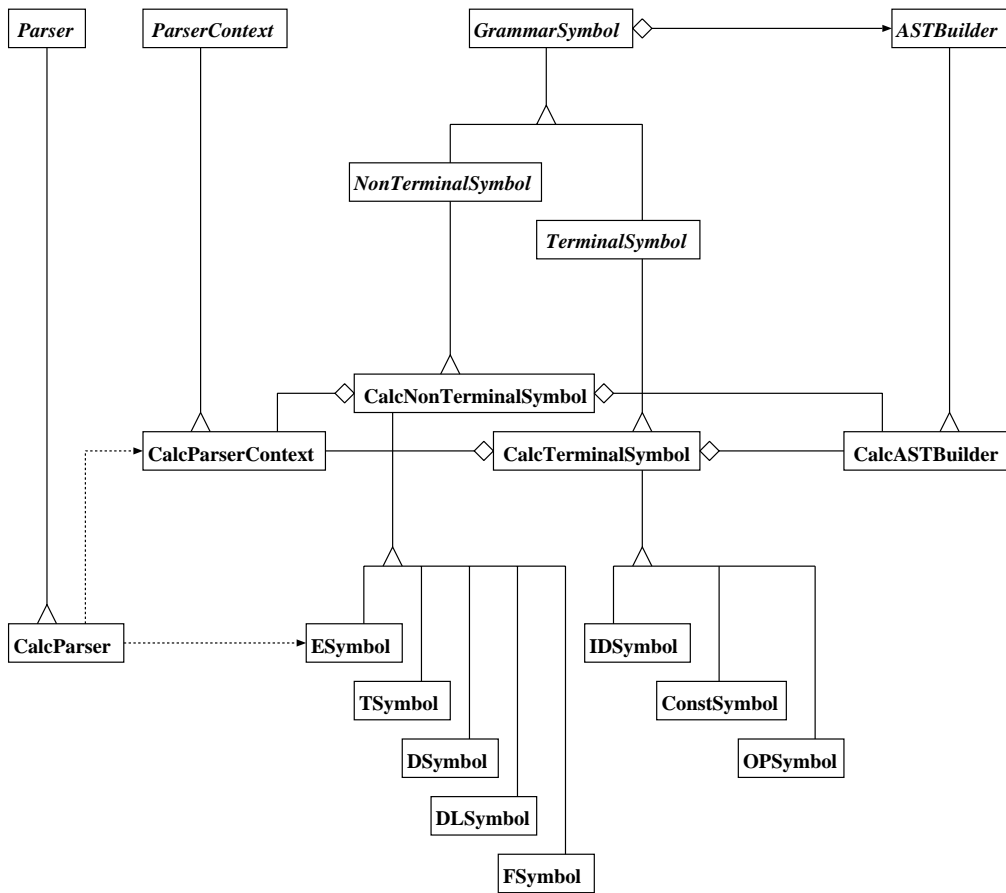 Parser
ParserContext
GrammarSymbol
ASTBuilder
NonTerminalSymbol
TerminalSymbol
CalcNonTerminalSymbol
CalcParserContext
CalcTerminalSymbol
CalcASTBuilder
CalcParser
ESymbol
IDSymbol
TSymbol
ConstSymbol
DSymbol
OPSymbol
DLSymbol
FSymbol